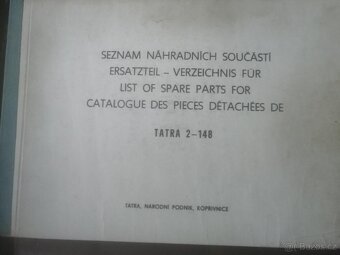 SEZNAM NÁHRADNÍCH SOUČÁSTÍ
ERSATZTEIL – VERZEICHNIS FÜR
LIST OF SPARE PARTS FOR
CATALOGUE DES PIECES DÉTACHÉES DE
TATRA 2–148
TATRA, NÁRODNÍ PODNIK, KOPŘIVNICE